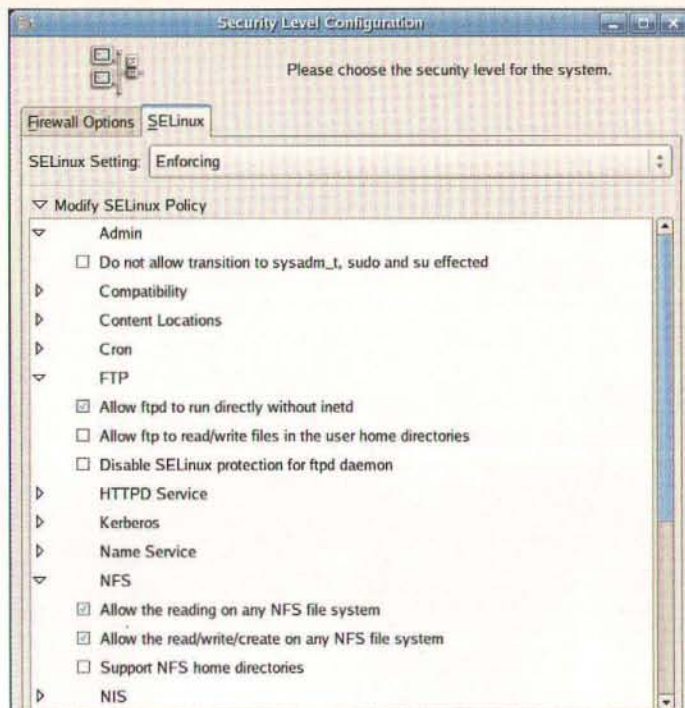 Security Level Configuration
Please choose the security level for the system.
Firewall Options
SELinux
SELinux Setting: Enforcing
Modify SELinux Policy
Admin
Do not allow transition to sysadm_t, sudo and su effected
Compatibility
Content Locations
Cron
FTP
Allow ftpd to run directly without inetd
Allow ftp to read/write files in the user home directories
Disable SELinux protection for ftpd daemon
HTTPD Service
Kerberos
Name Service
NFS
Allow the reading on any NFS file system
Allow the read/write/create on any NFS file system
Support NFS home directories
NIS